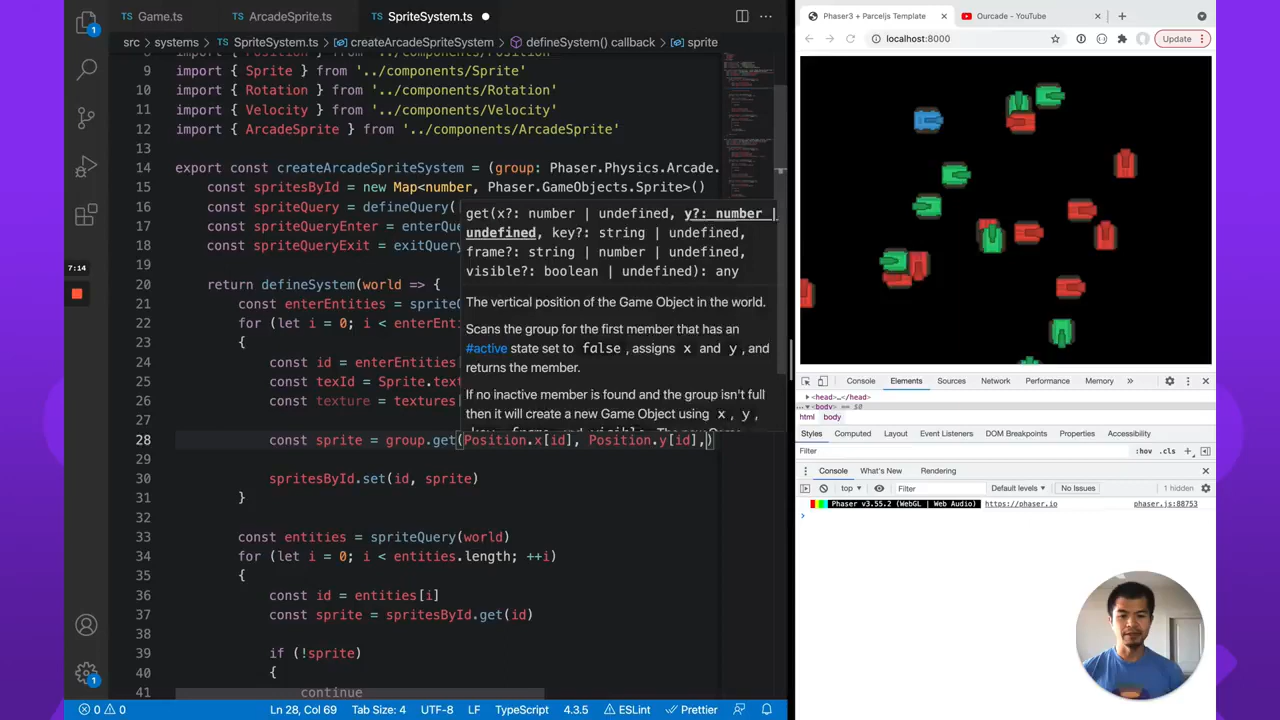 Game.ts
ArcadeSprite.ts
SpriteSystem.ts
src > systems > SpriteSystem.ts > createArcadeSpriteSystem > defineSystem() callback > sprite
9 import { Sprite } from '../components/Sprite'
10 import { Rotation } from '../components/Rotation'
11 import { Velocity } from '../components/Velocity'
12 import { ArcadeSprite } from '../components/ArcadeSprite'
13
14 export const createArcadeSpriteSystem = (group: Phaser.Physics.Arcade.
15 const spritesById = new Map<number, Phaser.GameObjects.Sprite>()
16 const spriteQuery = defineQuery(
17 const spriteQueryEnter = enterQ
18 const spriteQueryExit = exitQue
19
20 return defineSystem(world => {
21 const enterEntities = spriteQ
22 for (let i = 0; i < enterEnti
23 {
24 const id = enterEntities
25 const texId = Sprite.text
26 const texture = textures
27
28 const sprite = group.get(Position.x[id], Position.y[id],)
29
30 spritesById.set(id, sprite)
31 }
32
33 const entities = spriteQuery(world)
34 for (let i = 0; i < entities.length; ++i)
35 {
36 const id = entities[i]
37 const sprite = spritesById.get(id)
38
39 if (!sprite)
40 {
41 continue
get(x?: number | undefined, y?: number |
undefined, key?: string | undefined,
frame?: string | number | undefined,
visible?: boolean | undefined): any
The vertical position of the Game Object in the world.
Scans the group for the first member that has an
#active state set to false, assigns x and y, and
returns the member.
If no inactive member is found and the group isn't full
then it will create a new Game Object using x, y,
7:14
1
1
0 0
Ln 28, Col 69
Tab Size: 4
UTF-8
LF
TypeScript
4.3.5
ESLint
Prettier
Phaser3 + Parceljs Template
Ourcade - YouTube
localhost:8000
Update
Console
Elements
Sources
Network
Performance
Memory
<head>…</head>
<body> == $0
html body
Styles
Computed
Layout
Event Listeners
DOM Breakpoints
Properties
Accessibility
Filter
:hov .cls
Console
What's New
Rendering
top
Filter
Default levels
No Issues
1 hidden
Phaser v3.55.2 (WebGL | Web Audio) https://phaser.io
phaser.js:88753